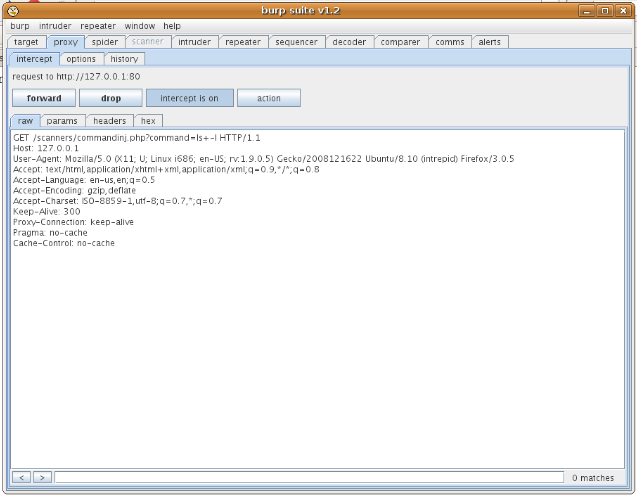 burp suite v1.2
burp intruder repeater window help
target proxy spider scanner intruder repeater sequencer decoder comparer comms alerts
intercept options history
request to http://127.0.0.1:80
forward drop intercept is on action
raw params headers hex
GET /scanners/commandinj.php?command=ls+-l HTTP/1.1
Host: 127.0.0.1
User-Agent: Mozilla/5.0 (X11; U; Linux i686; en-US; rv:1.9.0.5) Gecko/2008121622 Ubuntu/8.10 (intrepid) Firefox/3.0.5
Accept: text/html,application/xhtml+xml,application/xml;q=0.9,*/*;q=0.8
Accept-Language: en-us,en;q=0.5
Accept-Encoding: gzip,deflate
Accept-Charset: ISO-8859-1,utf-8;q=0.7,*;q=0.7
Keep-Alive: 300
Proxy-Connection: keep-alive
Pragma: no-cache
Cache-Control: no-cache
< > 0 matches